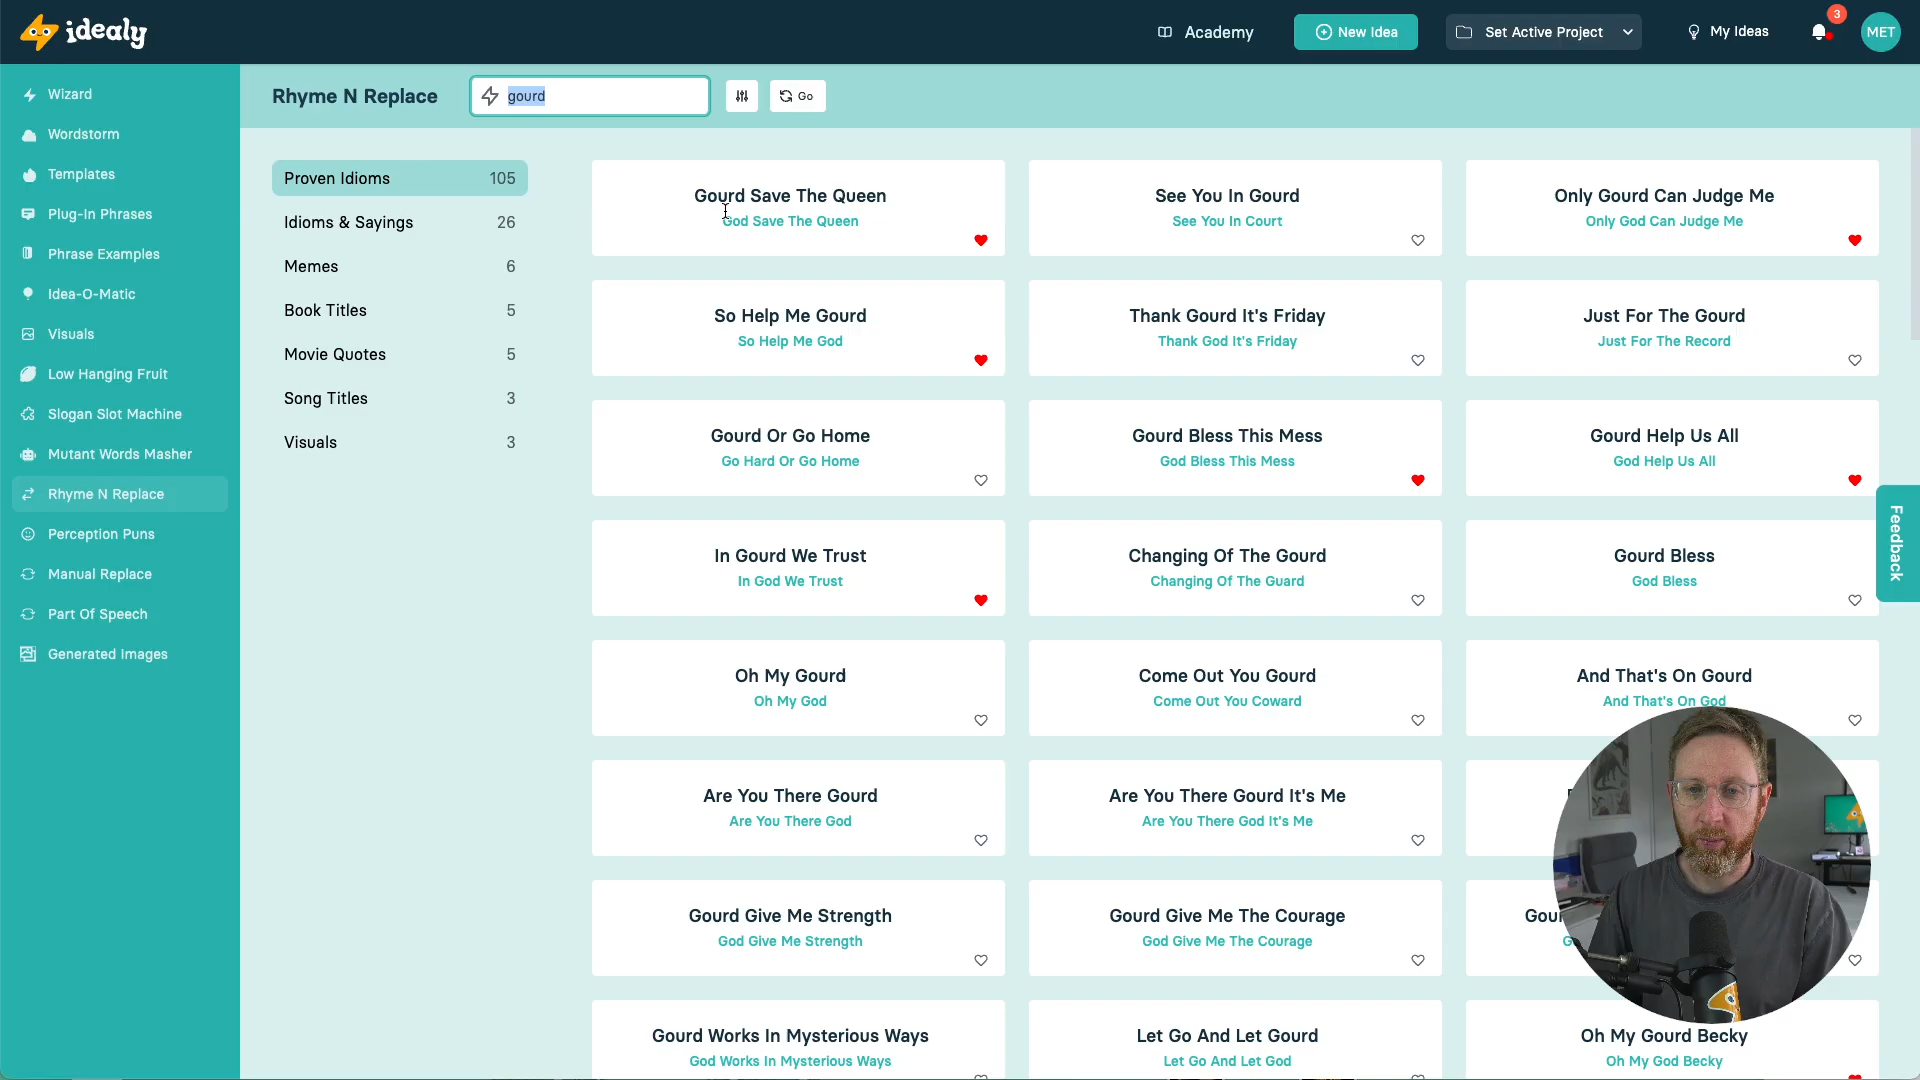 idealy
Academy
New Idea
Set Active Project
My Ideas
3
MET
Wizard
Wordstorm
Templates
Plug-In Phrases
Phrase Examples
Idea-O-Matic
Visuals
Low Hanging Fruit
Slogan Slot Machine
Mutant Words Masher
Rhyme N Replace
Perception Puns
Manual Replace
Part Of Speech
Generated Images
Rhyme N Replace
gourd
Go
Proven Idioms 105
Idioms & Sayings 26
Memes 6
Book Titles 5
Movie Quotes 5
Song Titles 3
Visuals 3
Gourd Save The Queen
God Save The Queen
See You In Gourd
See You In Court
Only Gourd Can Judge Me
Only God Can Judge Me
So Help Me Gourd
So Help Me God
Thank Gourd It's Friday
Thank God It's Friday
Just For The Gourd
Just For The Record
Gourd Or Go Home
Go Hard Or Go Home
Gourd Bless This Mess
God Bless This Mess
Gourd Help Us All
God Help Us All
In Gourd We Trust
In God We Trust
Changing Of The Gourd
Changing Of The Guard
Gourd Bless
God Bless
Oh My Gourd
Oh My God
Come Out You Gourd
Come Out You Coward
And That's On Gourd
And That's On God
Are You There Gourd
Are You There God
Are You There Gourd It's Me
Are You There God It's Me
Gourd Give Me Strength
God Give Me Strength
Gourd Give Me The Courage
God Give Me The Courage
Gourd Works In Mysterious Ways
God Works In Mysterious Ways
Let Go And Let Gourd
Let Go And Let God
Oh My Gourd Becky
Oh My God Becky
Feedback